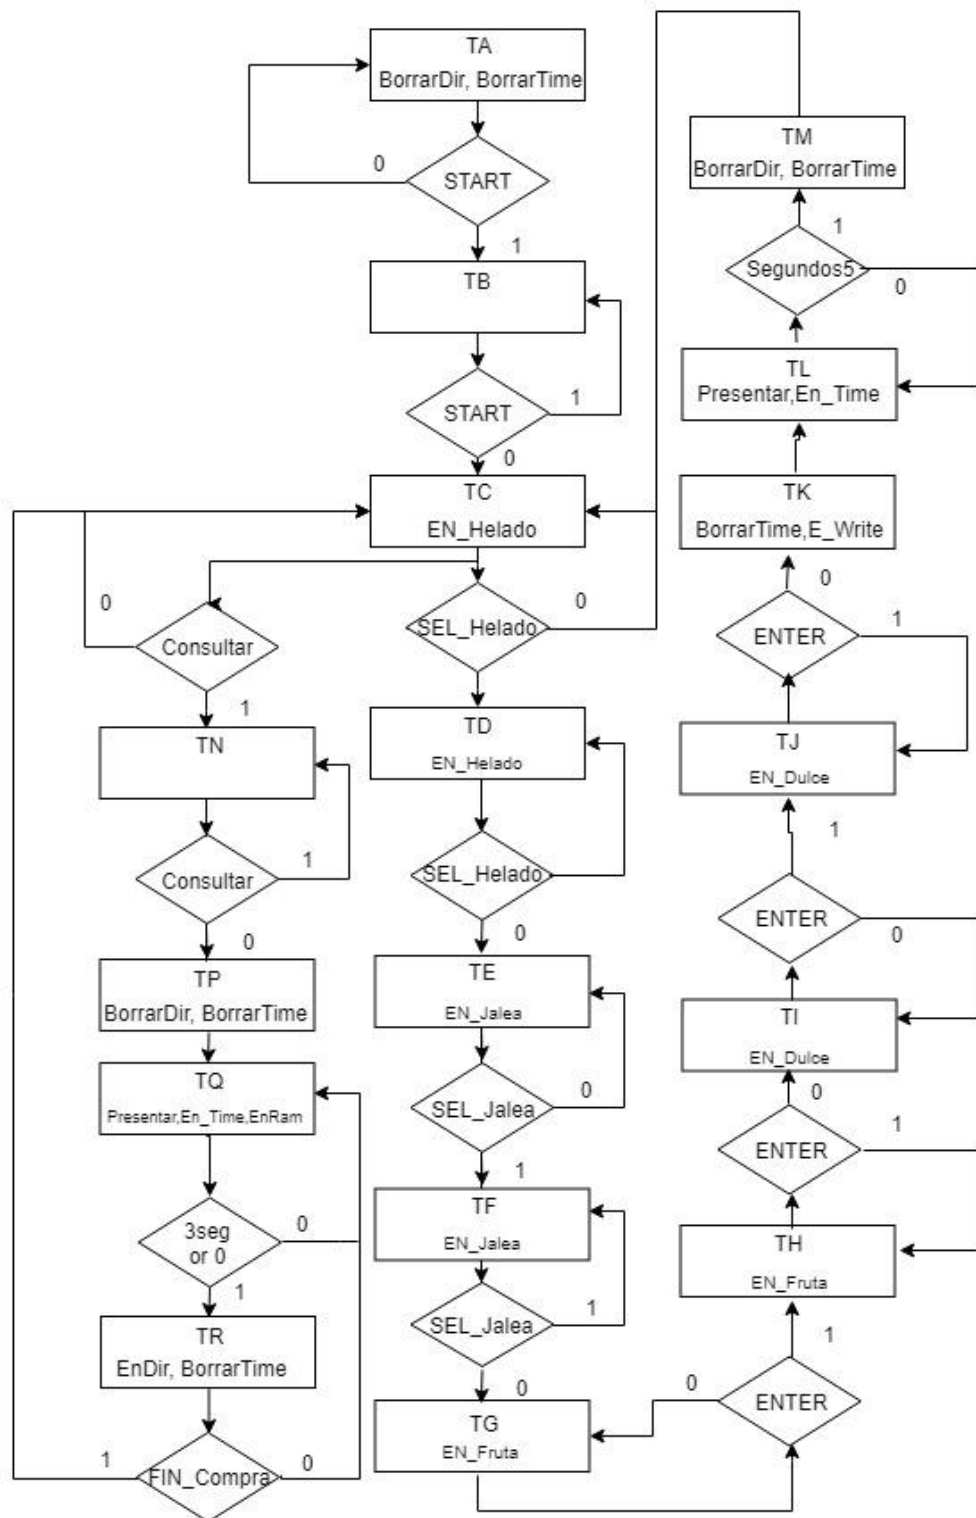 TA
BorrarDir, BorrarTime
0
START
1
TB
START
1
0
TC
EN_Helado
0
Consultar
1
SEL_Helado
0
TN
Consultar
1
0
TD
EN_Helado
SEL_Helado
0
TP
BorrarDir, BorrarTime
TQ
Presentar,En_Time,EnRam
3seg
or 0
0
1
TR
EnDir, BorrarTime
1
FIN_Compra
0
TE
EN_Jalea
SEL_Jalea
0
1
TF
EN_Jalea
SEL_Jalea
1
0
TG
EN_Fruta
0
ENTER
1
TH
EN_Fruta
ENTER
1
0
TI
EN_Dulce
ENTER
0
1
TJ
EN_Dulce
ENTER
1
0
TK
BorrarTime,E_Write
TL
Presentar,En_Time
Segundos5
0
1
TM
BorrarDir, BorrarTime